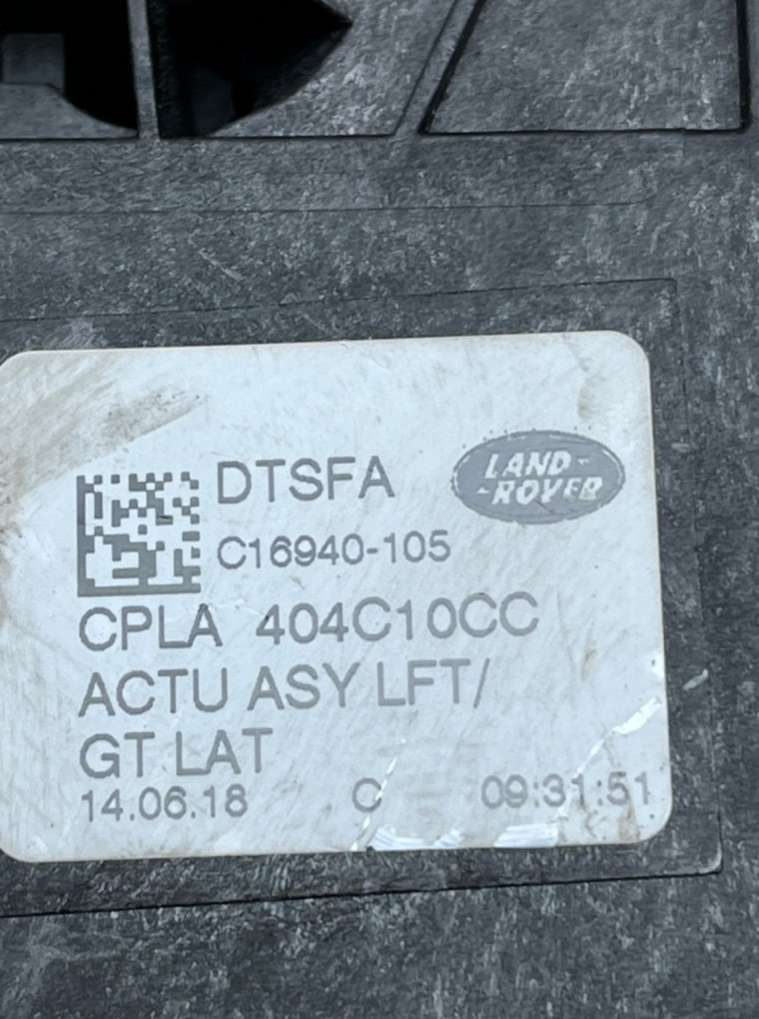 DTSFA
LAND-
-ROVER
C16940-105
CPLA 404C10CC
ACTU ASY LFT/
GT LAT
14.06.18 C 09:31:51